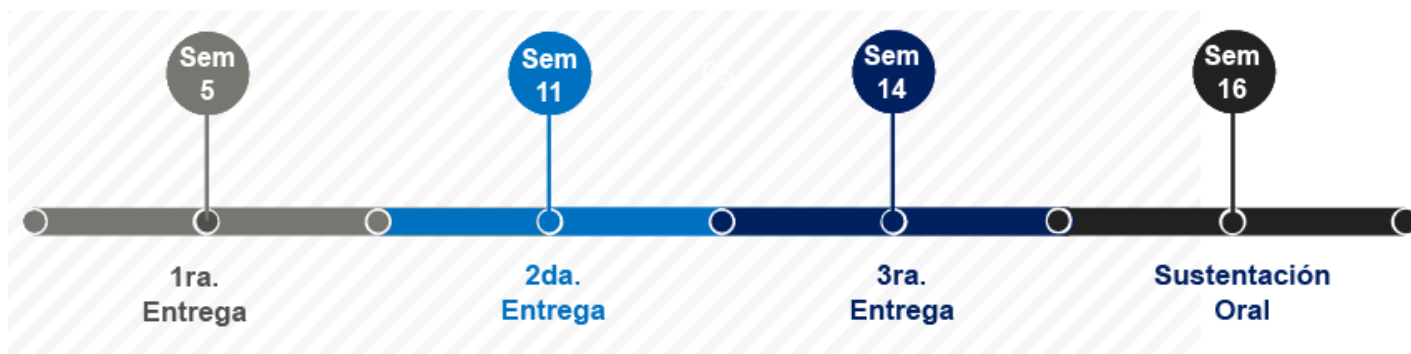 Sem
5
Sem
11
Sem
14
Sem
16
1ra.
Entrega
2da.
Entrega
3ra.
Entrega
Sustentación
Oral